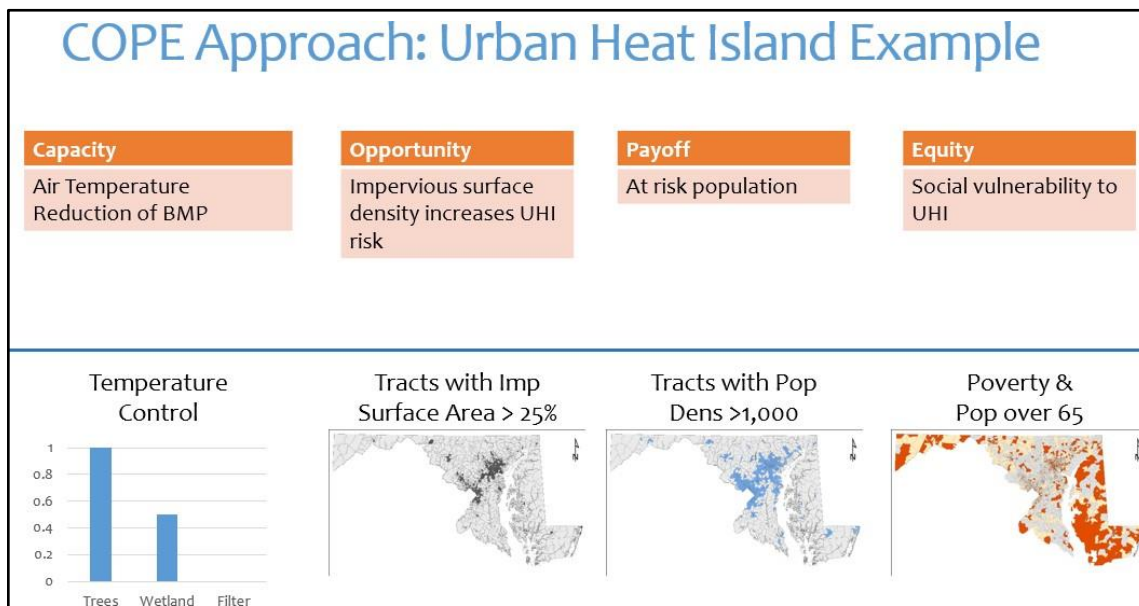 COPE Approach: Urban Heat Island Example
Capacity
Air Temperature
Reduction of BMP
Opportunity
Impervious surface
density increases UHI
risk
Payoff
At risk population
Equity
Social vulnerability to
UHI
Temperature
Control
1
0.8
0.6
0.4
0.2
0
Trees Wetland Filter
Tracts with Imp
Surface Area > 25%
Tracts with Pop
Dens >1,000
Poverty &
Pop over 65